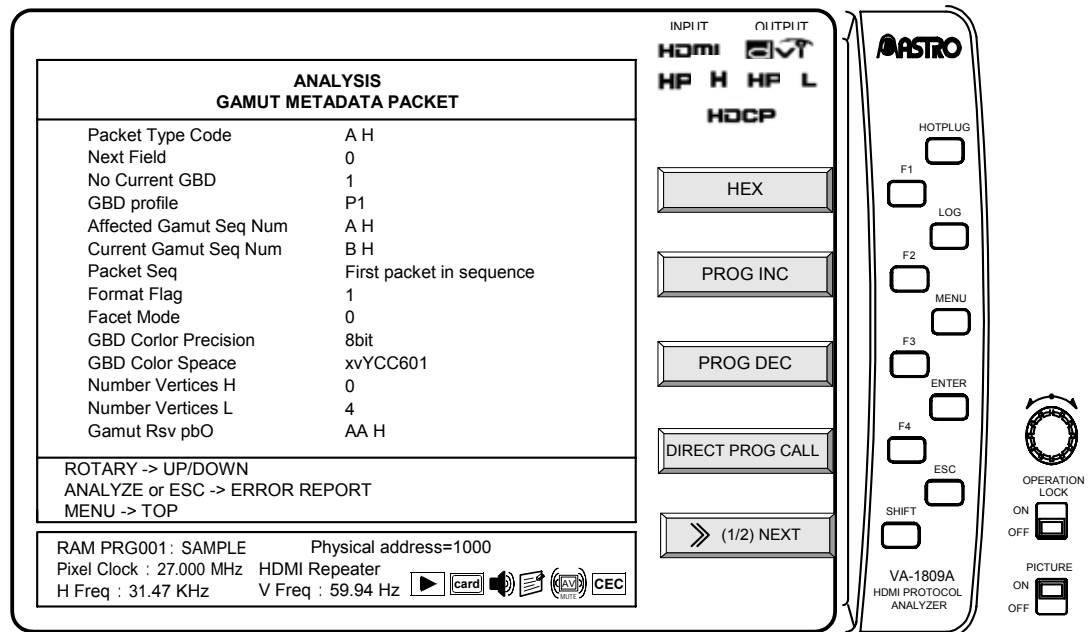 INPUT OUTPUT
HDMI DVI
HP H HP L
HDCP
ASTRO
ANALYSIS
GAMUT METADATA PACKET
Packet Type Code A H
Next Field 0
No Current GBD 1
GBD profile P1
Affected Gamut Seq Num A H
Current Gamut Seq Num B H
Packet Seq First packet in sequence
Format Flag 1
Facet Mode 0
GBD Corlor Precision 8bit
GBD Color Speace xvYCC601
Number Vertices H 0
Number Vertices L 4
Gamut Rsv pbO AA H
ROTARY -> UP/DOWN
ANALYZE or ESC -> ERROR REPORT
MENU -> TOP
RAM PRG001: SAMPLE Physical address=1000
Pixel Clock : 27.000 MHz HDMI Repeater
H Freq : 31.47 KHz V Freq : 59.94 Hz card AV MUTE CEC
HEX
PROG INC
PROG DEC
DIRECT PROG CALL
(1/2) NEXT
HOTPLUG
F1
LOG
F2
MENU
F3
ENTER
F4
ESC
SHIFT
VA-1809A
HDMI PROTOCOL
ANALYZER
OPERATION
LOCK
ON
OFF
PICTURE
ON
OFF